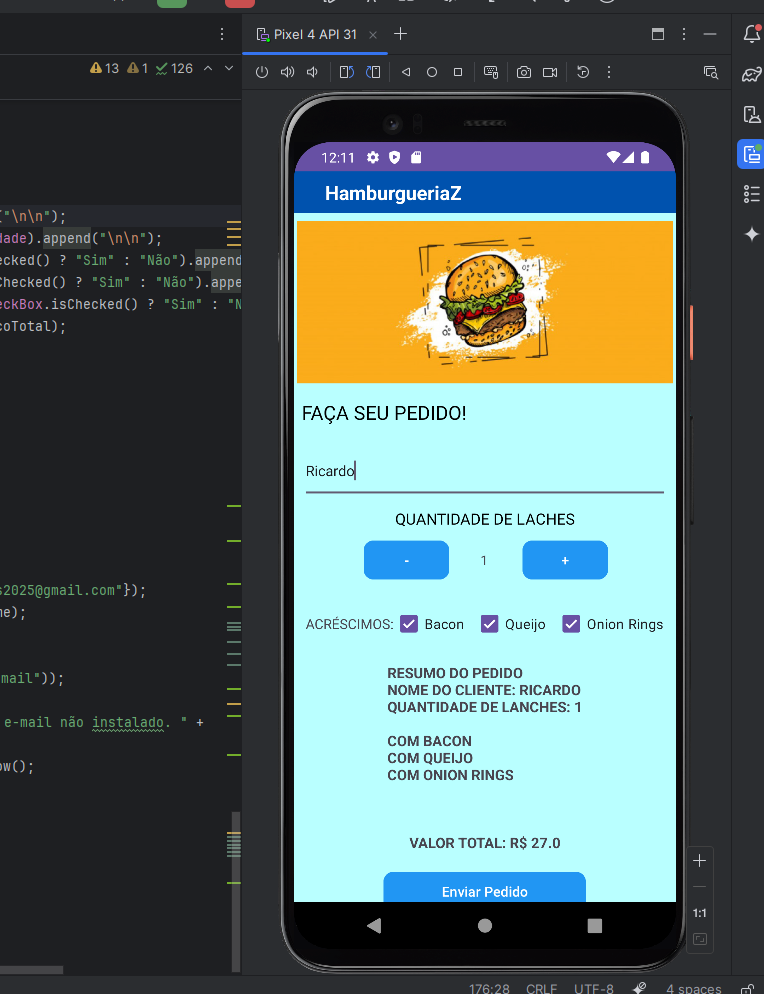 Pixel 4 API 31
13 1 126
12:11
HamburgueriaZ
"\n\n");
dade).append("\n\n");
ecked() ? "Sim" : "Não").append
Checked() ? "Sim" : "Não").appe
eckBox.isChecked() ? "Sim" : "N
coTotal);
s2025@gmail.com"});
me);
mail"));
e-mail não instalado. " +
ow();
FAÇA SEU PEDIDO!
Ricardo
QUANTIDADE DE LACHES
- 1 +
ACRÉSCIMOS: Bacon Queijo Onion Rings
RESUMO DO PEDIDO
NOME DO CLIENTE: RICARDO
QUANTIDADE DE LANCHES: 1
COM BACON
COM QUEIJO
COM ONION RINGS
VALOR TOTAL: R$ 27.0
Enviar Pedido
1:1
176:28 CRLF UTF-8 4 spaces